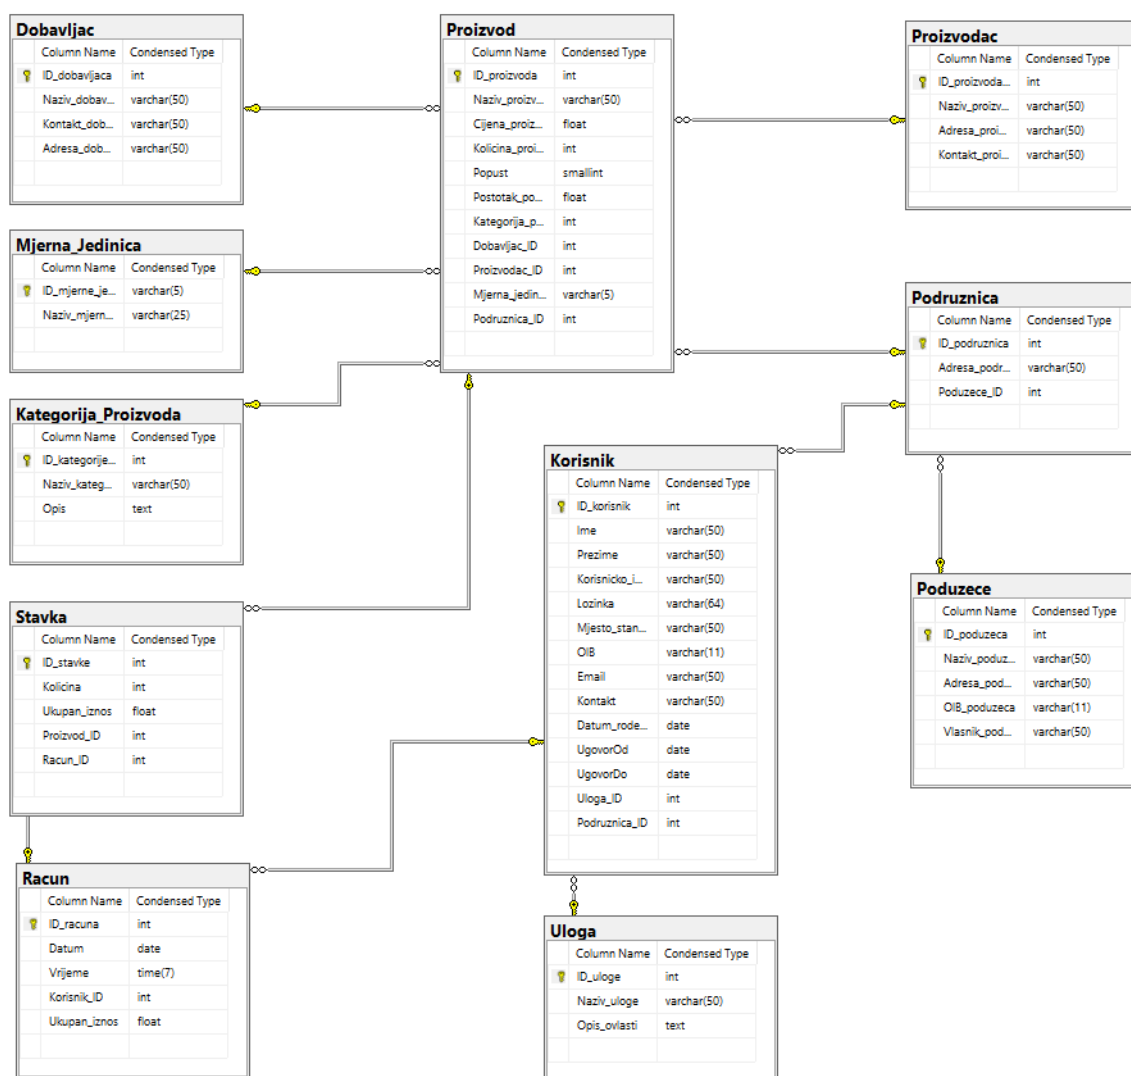 Dobavljac
Column Name Condensed Type
ID_dobavljaca int
Naziv_dobav... varchar(50)
Kontakt_dob... varchar(50)
Adresa_dob... varchar(50)
Mjerna_Jedinica
Column Name Condensed Type
ID_mjerne_je... varchar(5)
Naziv_mjern... varchar(25)
Kategorija_Proizvoda
Column Name Condensed Type
ID_kategorije... int
Naziv_kateg... varchar(50)
Opis text
Stavka
Column Name Condensed Type
ID_stavke int
Kolicina int
Ukupan_iznos float
Proizvod_ID int
Racun_ID int
Racun
Column Name Condensed Type
ID_racuna int
Datum date
Vrijeme time(7)
Korisnik_ID int
Ukupan_iznos float
Proizvod
Column Name Condensed Type
ID_proizvoda int
Naziv_proizv... varchar(50)
Cijena_proiz... float
Kolicina_proi... int
Popust smallint
Postotak_po... float
Kategorija_p... int
Dobavljac_ID int
Proizvodac_ID int
Mjerna_jedin... varchar(5)
Podruznica_ID int
Korisnik
Column Name Condensed Type
ID_korisnik int
Ime varchar(50)
Prezime varchar(50)
Korisnicko_i... varchar(50)
Lozinka varchar(64)
Mjesto_stan... varchar(50)
OIB varchar(11)
Email varchar(50)
Kontakt varchar(50)
Datum_rode... date
UgovorOd date
UgovorDo date
Uloga_ID int
Podruznica_ID int
Uloga
Column Name Condensed Type
ID_uloge int
Naziv_uloge varchar(50)
Opis_ovlasti text
Proizvodac
Column Name Condensed Type
ID_proizvoda... int
Naziv_proizv... varchar(50)
Adresa_proi... varchar(50)
Kontakt_proi... varchar(50)
Podruznica
Column Name Condensed Type
ID_podruznica int
Adresa_podr... varchar(50)
Poduzece_ID int
Poduzece
Column Name Condensed Type
ID_poduzeca int
Naziv_poduz... varchar(50)
Adresa_pod... varchar(50)
OIB_poduzeca varchar(11)
Vlasnik_pod... varchar(50)